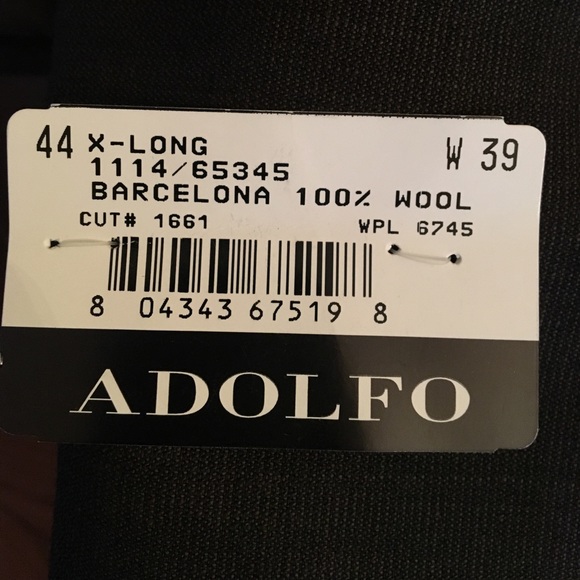 44 X-LONG W 39
1114/65345
BARCELONA 100% WOOL
CUT# 1661 WPL 6745
8 04343 67519 8
ADOLFO